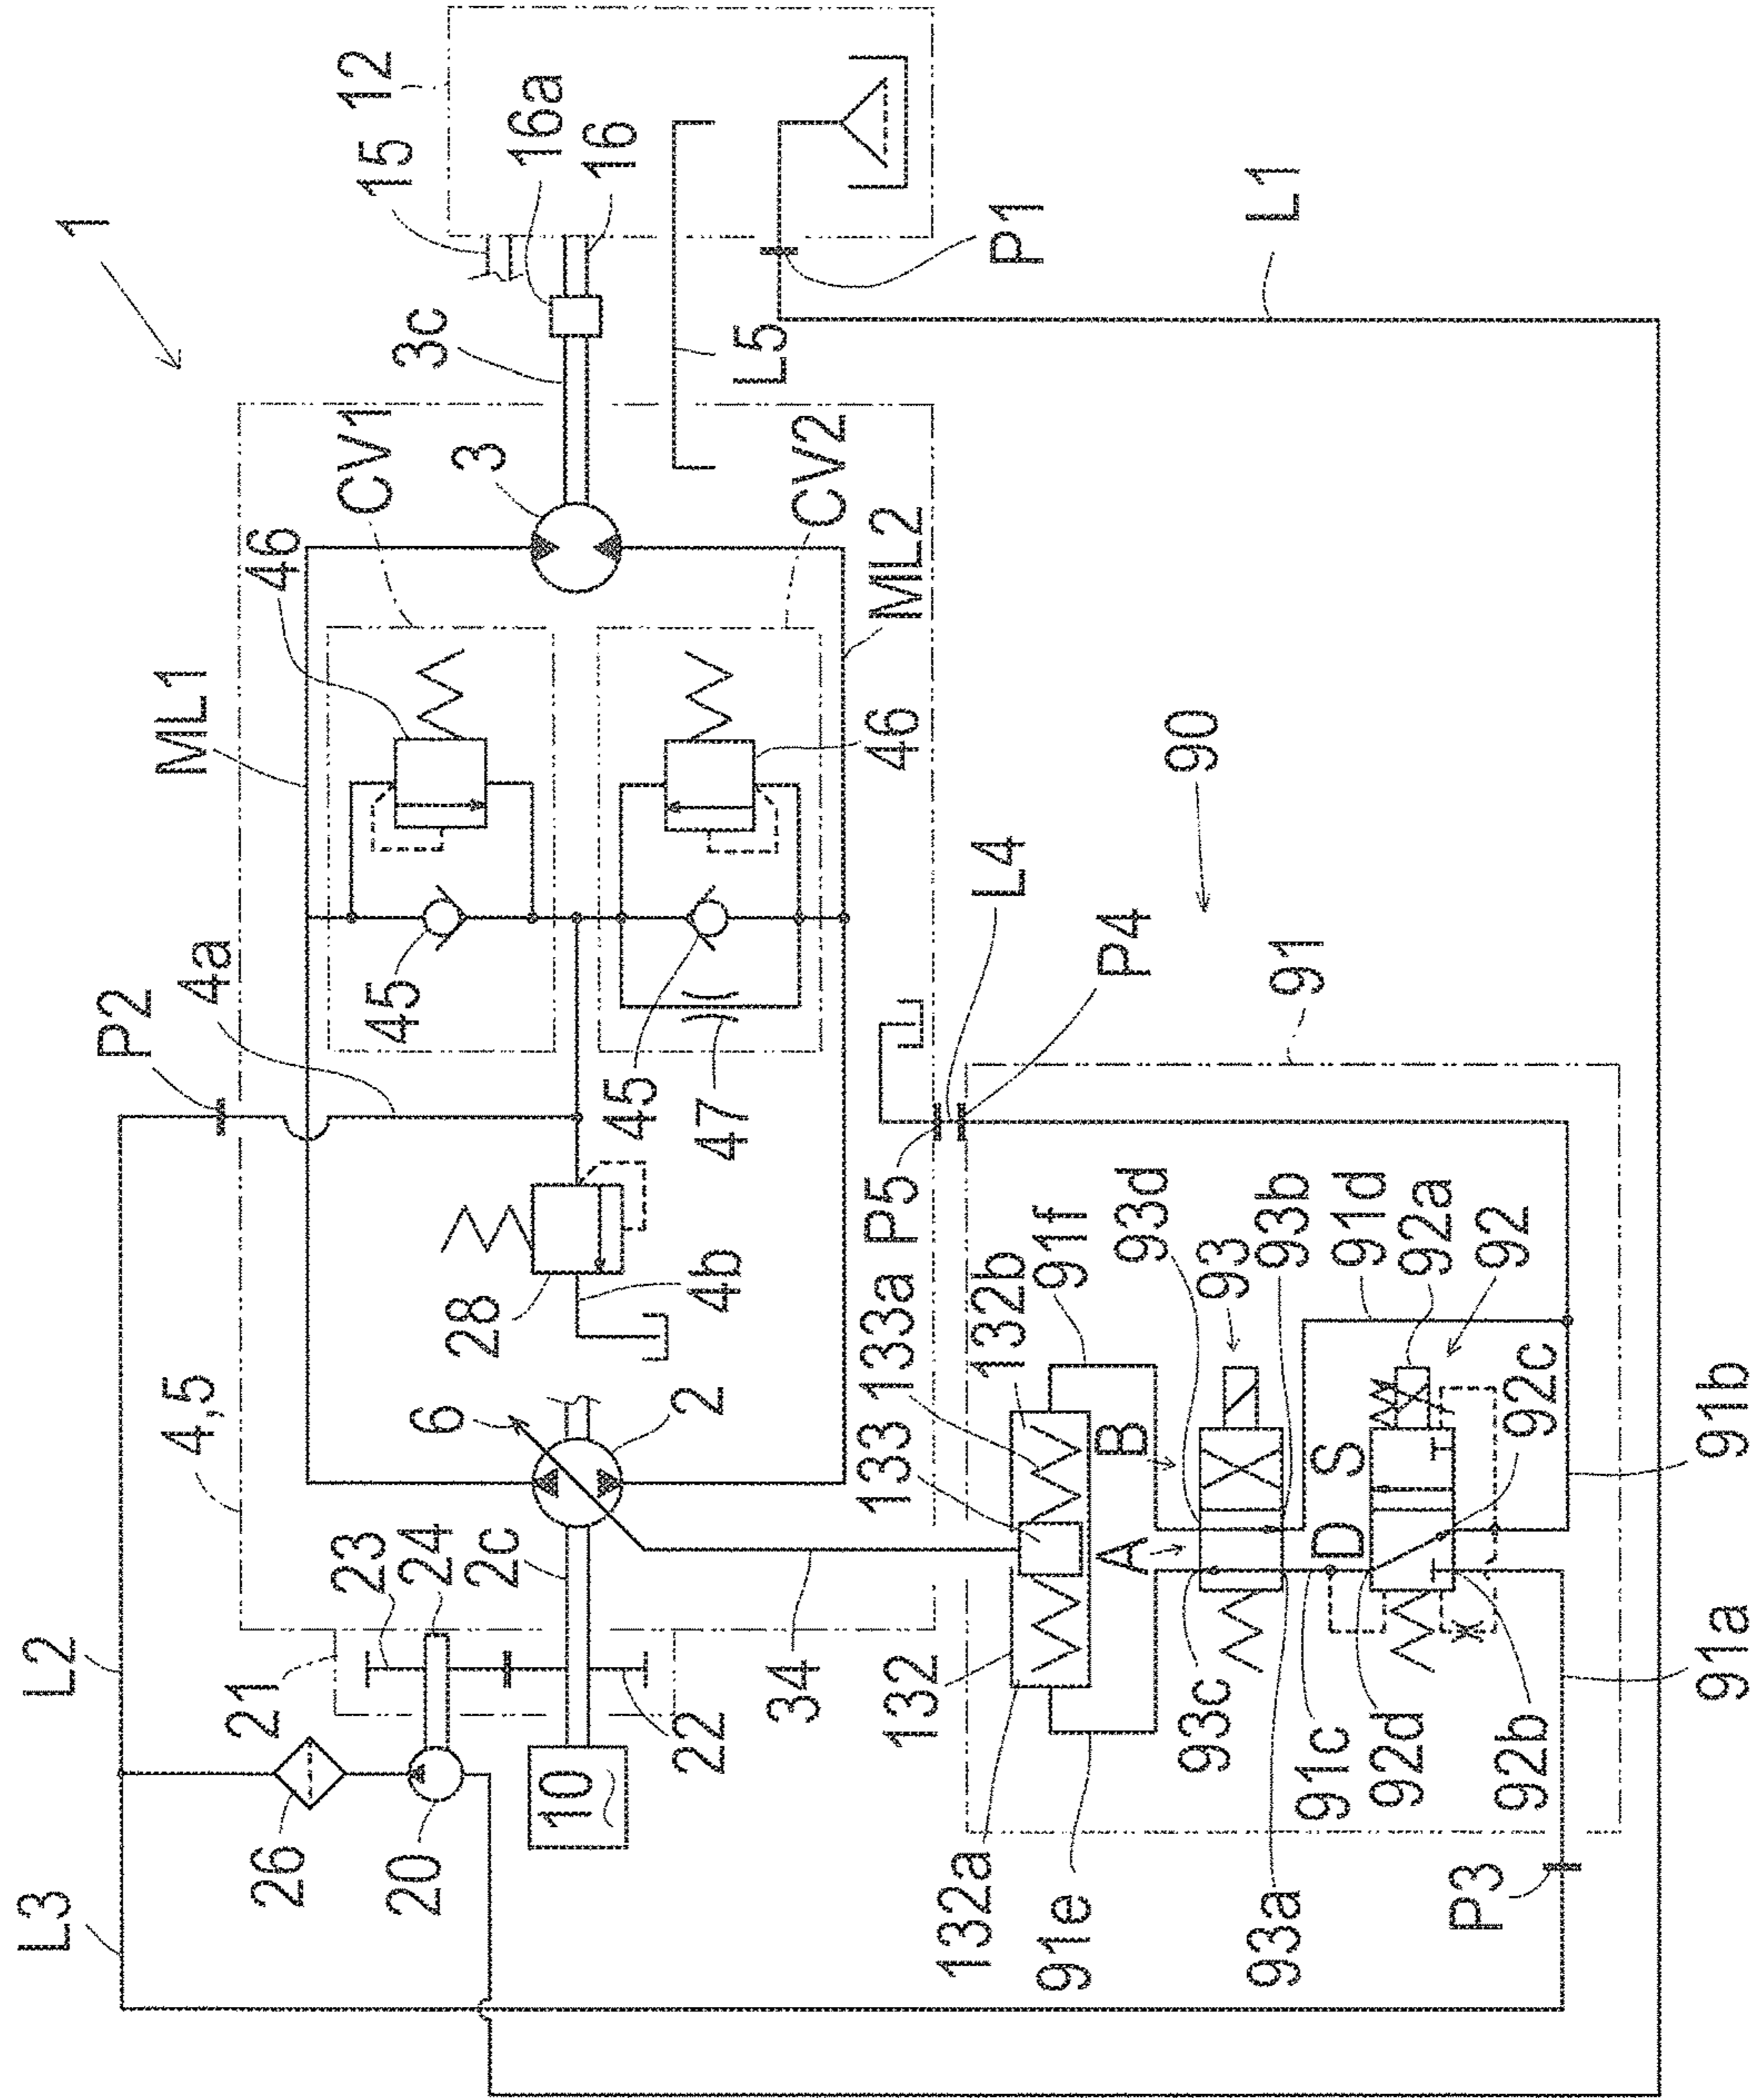 L3
L2
1
P2
4,5
4a
ML1
26
21
46
23
CV1
12
20
24
6
45
3c
15
28
2c
3
16a
10
45
16
22
2
4b
47
L5
34
CV2
133
133a
P5
46
ML2
132
132a
132b
L4
P1
91e
91f
A
B
P4
93c
93d
90
93
93a
93b
L1
91c
D
S
91d
91
92d
92a
P3
92b
92c
92
91a
91b